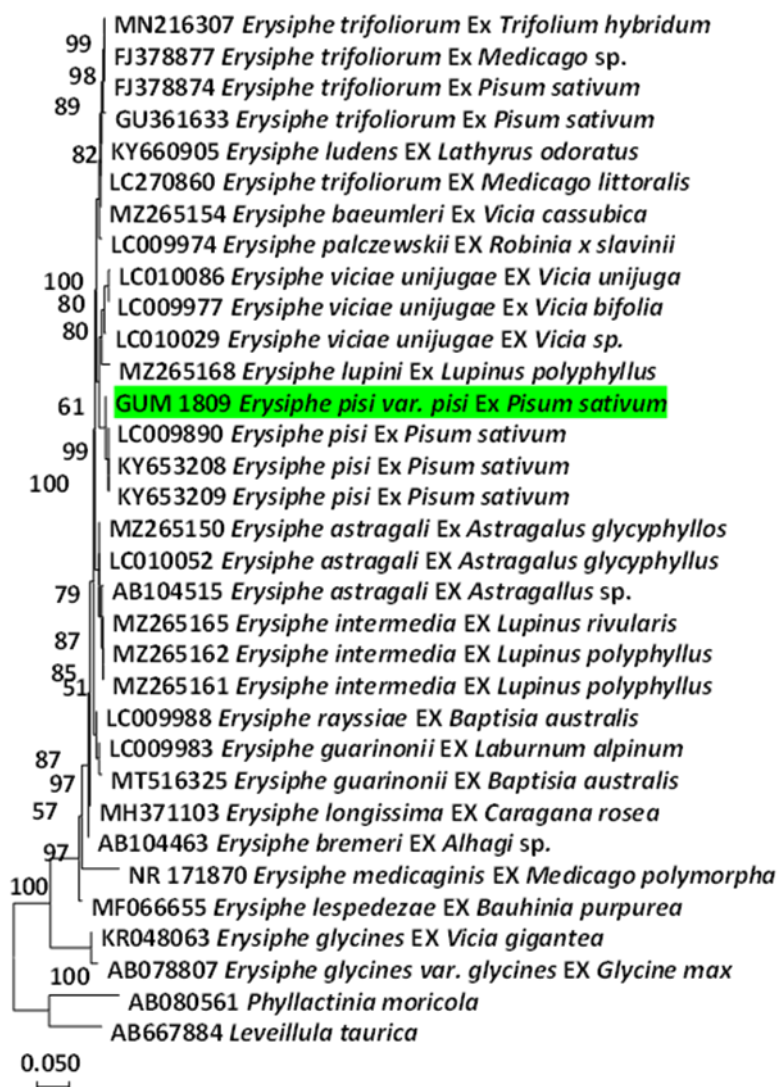 MN216307 Erysiphe trifoliorum Ex Trifolium hybridum
99
FJ378877 Erysiphe trifoliorum Ex Medicago sp.
98
FJ378874 Erysiphe trifoliorum Ex Pisum sativum
89
GU361633 Erysiphe trifoliorum Ex Pisum sativum
82
KY660905 Erysiphe ludens EX Lathyrus odoratus
LC270860 Erysiphe trifoliorum EX Medicago littoralis
MZ265154 Erysiphe baeumleri Ex Vicia cassubica
LC009974 Erysiphe palczewskii EX Robinia x slavinii
100
LC010086 Erysiphe viciae unijugae EX Vicia unijuga
80
LC009977 Erysiphe viciae unijugae Ex Vicia bifolia
80
LC010029 Erysiphe viciae unijugae EX Vicia sp.
MZ265168 Erysiphe lupini Ex Lupinus polyphyllus
61
GUM 1809 Erysiphe pisi var. pisi Ex Pisum sativum
LC009890 Erysiphe pisi Ex Pisum sativum
99
KY653208 Erysiphe pisi Ex Pisum sativum
100
KY653209 Erysiphe pisi Ex Pisum sativum
MZ265150 Erysiphe astragali Ex Astragalus glycyphyllos
LC010052 Erysiphe astragali EX Astragalus glycyphyllus
79
AB104515 Erysiphe astragali EX Astragallus sp.
MZ265165 Erysiphe intermedia EX Lupinus rivularis
87
MZ265162 Erysiphe intermedia EX Lupinus polyphyllus
85
51
MZ265161 Erysiphe intermedia EX Lupinus polyphyllus
LC009988 Erysiphe rayssiae EX Baptisia australis
87
LC009983 Erysiphe guarinonii EX Laburnum alpinum
97
MT516325 Erysiphe guarinonii EX Baptisia australis
57
MH371103 Erysiphe longissima EX Caragana rosea
AB104463 Erysiphe bremeri EX Alhagi sp.
97
NR 171870 Erysiphe medicaginis EX Medicago polymorpha
100
MF066655 Erysiphe lespedezae EX Bauhinia purpurea
KR048063 Erysiphe glycines EX Vicia gigantea
AB078807 Erysiphe glycines var. glycines EX Glycine max
100
AB080561 Phyllactinia moricola
AB667884 Leveillula taurica
0.050